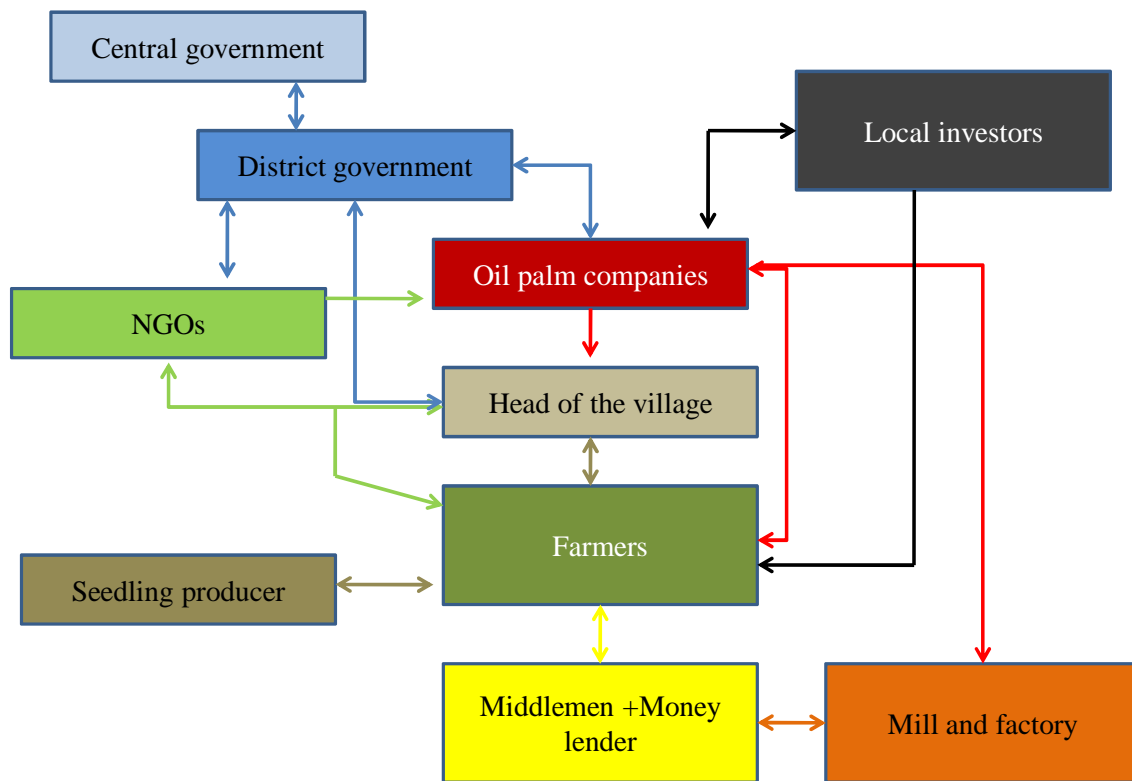 Central government
Local investors
District government
Oil palm companies
NGOs
Head of the village
Farmers
Seedling producer
Middlemen +Money
lender
Mill and factory